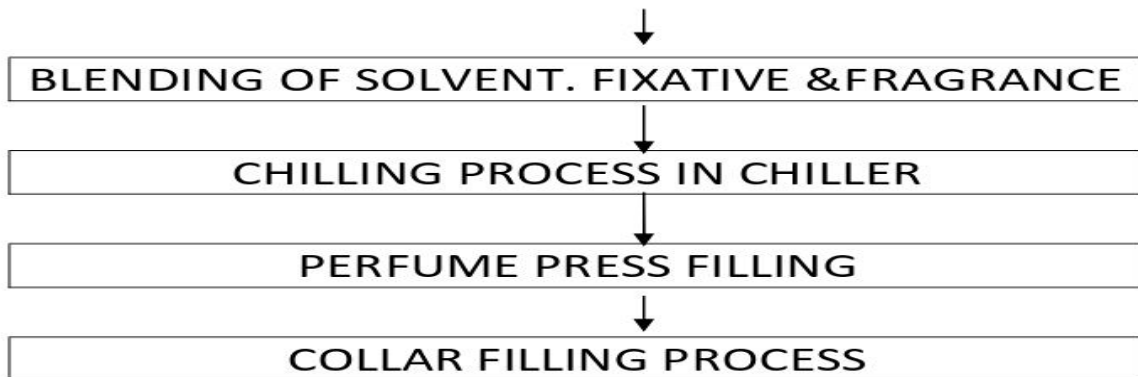 BLENDING OF SOLVENT. FIXATIVE &FRAGRANCE
CHILLING PROCESS IN CHILLER
PERFUME PRESS FILLING
COLLAR FILLING PROCESS